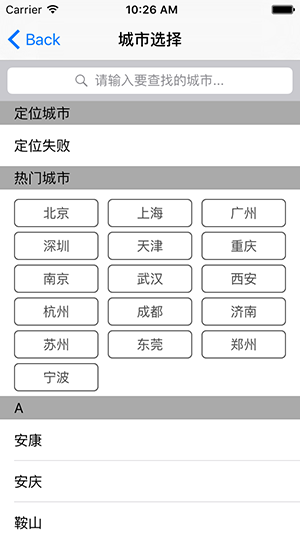 Carrier 10:26 AM
Back 城市选择
请输入要查找的城市...
定位城市
定位失败
热门城市
北京 上海 广州
深圳 天津 重庆
南京 武汉 西安
杭州 成都 济南
苏州 东莞 郑州
宁波
A
安康
安庆
鞍山